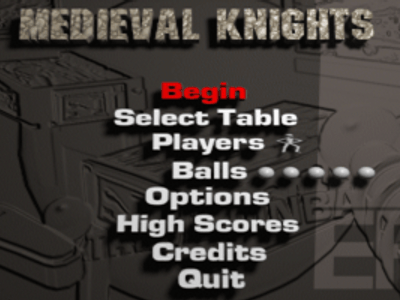 MEDIEVAL KNIGHTS
Begin
Select Table
Players
Balls
Options
High Scores
Credits
Quit